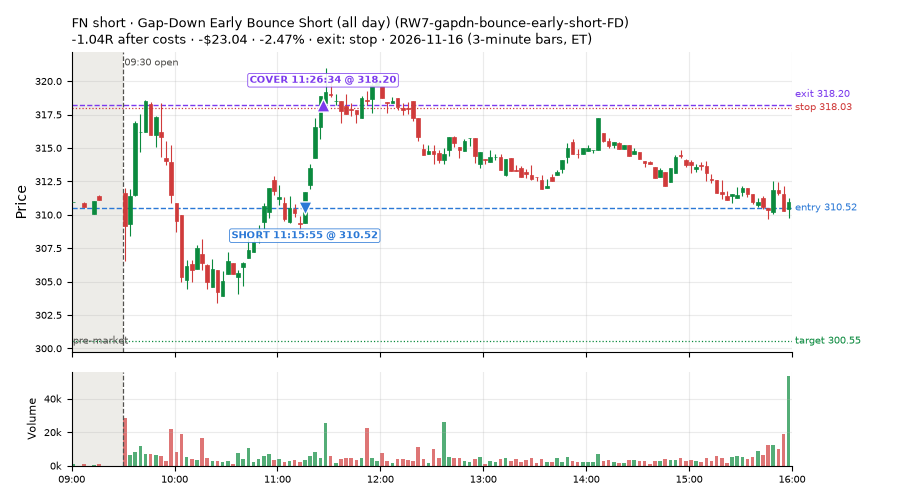 FN short · Gap-Down Early Bounce Short (all day) (RW7-gapdn-bounce-early-short-FD)
-1.04R after costs · -$23.04 · -2.47% · exit: stop · 2026-11-16 (3-minute bars, ET)
09:30 open
COVER 11:26:34 @ 318.20
SHORT 11:15:55 @ 310.52
pre-market
exit 318.20
stop 318.03
entry 310.52
target 300.55
Price
320.0
317.5
315.0
312.5
310.0
307.5
305.0
302.5
300.0
Volume
40k
20k
0k
09:00
10:00
11:00
12:00
13:00
14:00
15:00
16:00